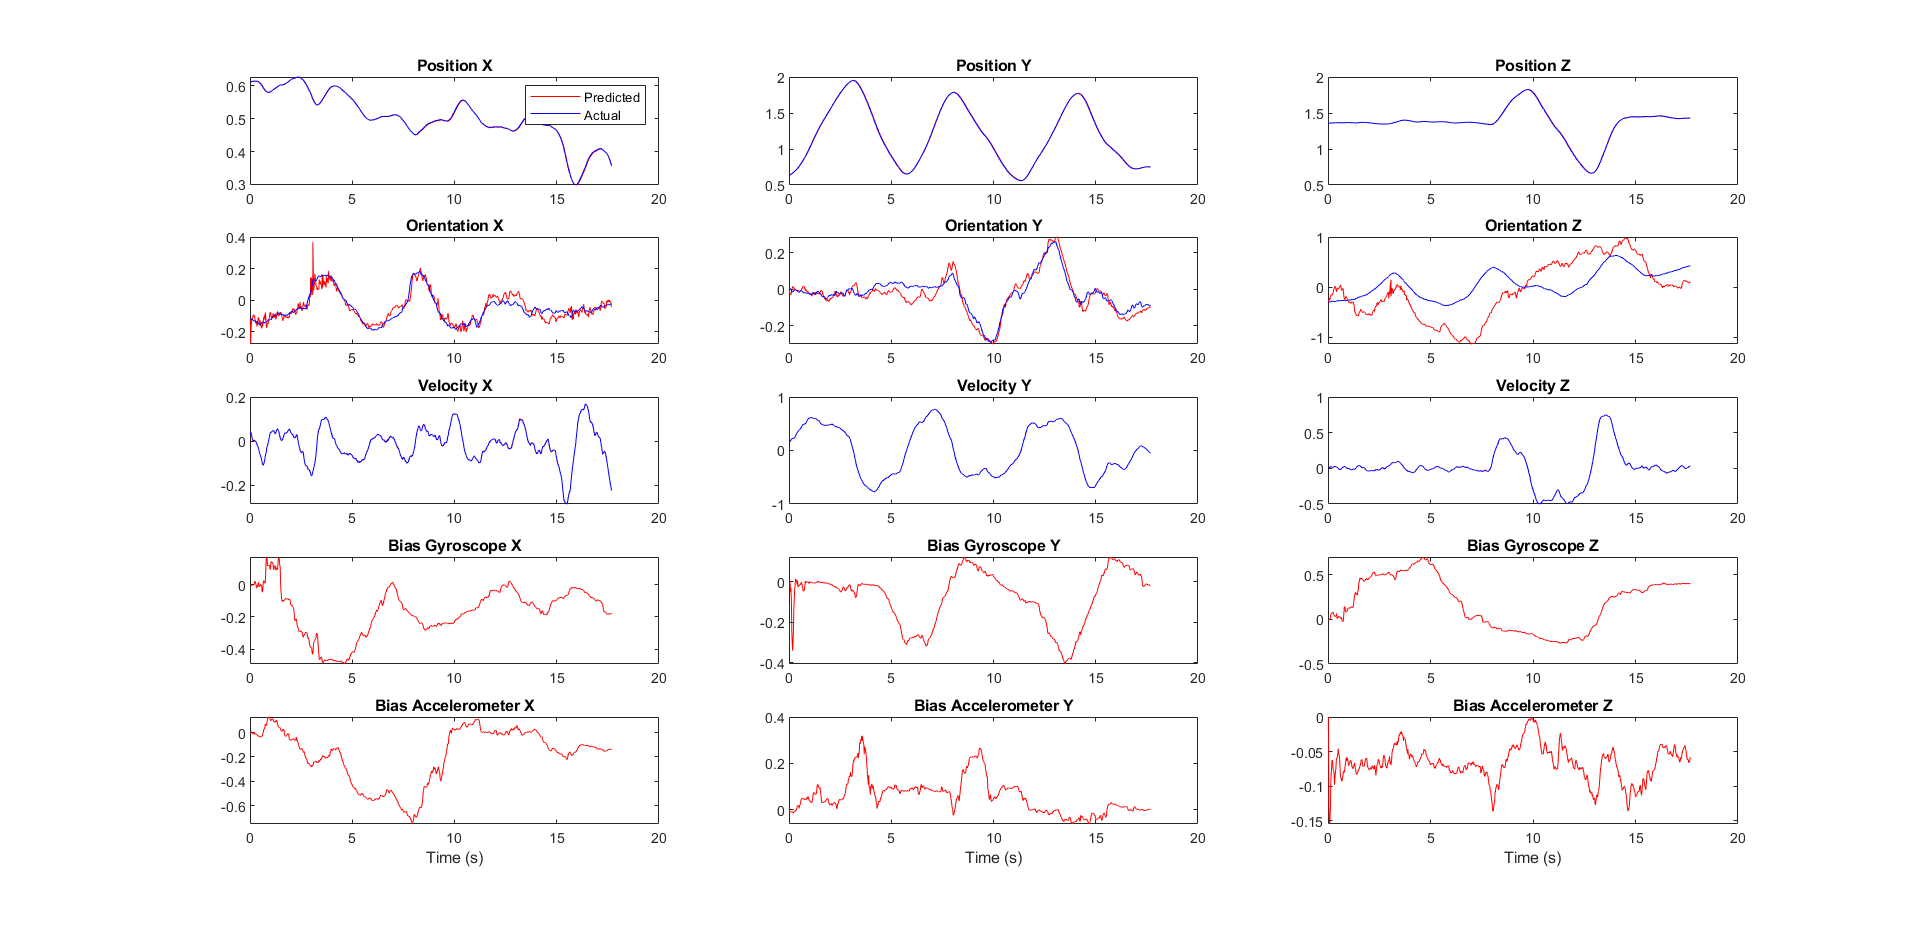 Position X
Position Y
Position Z
0.6
0.5
0.4
0.3
Predicted
Actual
0 5 10 15 20
2
1.5
1
0.5
0 5 10 15 20
2
1.5
1
0.5
0 5 10 15 20
Orientation X
Orientation Y
Orientation Z
0.4
0.2
0
-0.2
0 5 10 15 20
0.2
0
-0.2
0 5 10 15 20
1
0
-1
0 5 10 15 20
Velocity X
Velocity Y
Velocity Z
0.2
0
-0.2
0 5 10 15 20
1
0
-1
0 5 10 15 20
1
0.5
0
-0.5
0 5 10 15 20
Bias Gyroscope X
Bias Gyroscope Y
Bias Gyroscope Z
0
-0.2
-0.4
0 5 10 15 20
0
-0.2
-0.4
0 5 10 15 20
0.5
0
-0.5
0 5 10 15 20
Bias Accelerometer X
Bias Accelerometer Y
Bias Accelerometer Z
0
-0.2
-0.4
-0.6
0 5 10 15 20
Time (s)
0.4
0.2
0
0 5 10 15 20
Time (s)
0
-0.05
-0.1
-0.15
0 5 10 15 20
Time (s)